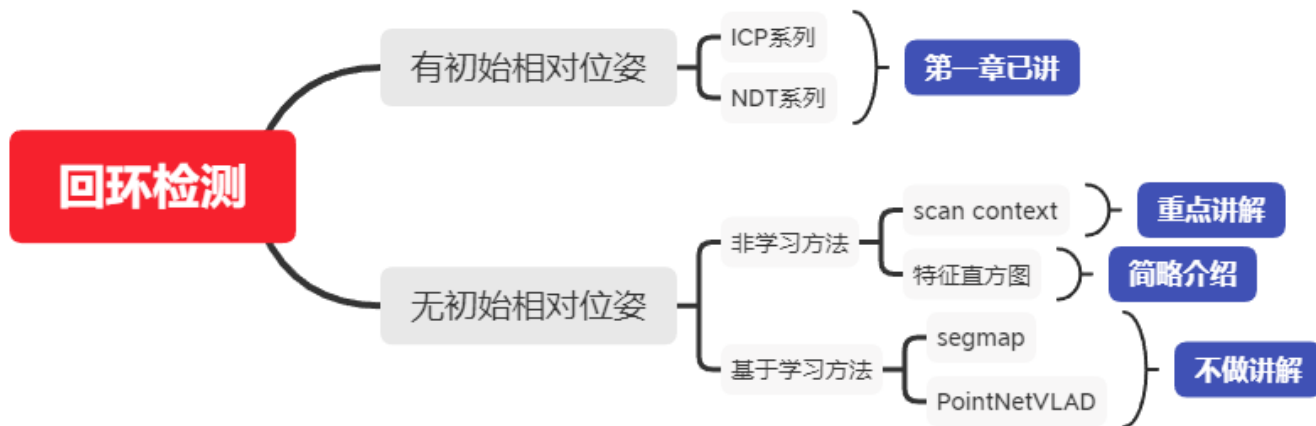 回环检测
有初始相对位姿
ICP系列
NDT系列
第一章已讲
无初始相对位姿
非学习方法
scan context
重点讲解
特征直方图
简略介绍
基于学习方法
segmap
PointNetVLAD
不做讲解